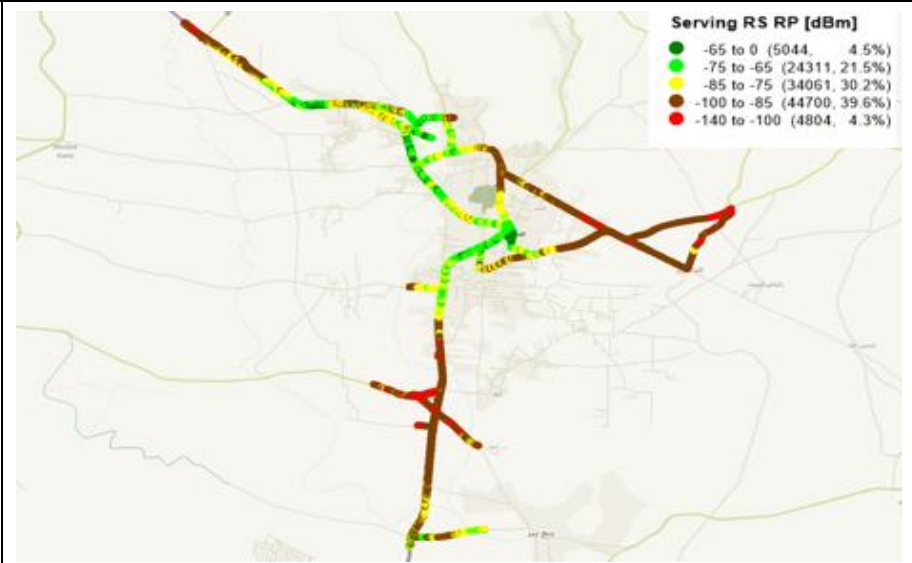 Serving RS RP [dBm]
-65 to 0 (5044, 4.5%)
-75 to -65 (24311, 21.5%)
-85 to -75 (34061, 30.2%)
-100 to -85 (44700, 39.6%)
-140 to -100 (4804, 4.3%)